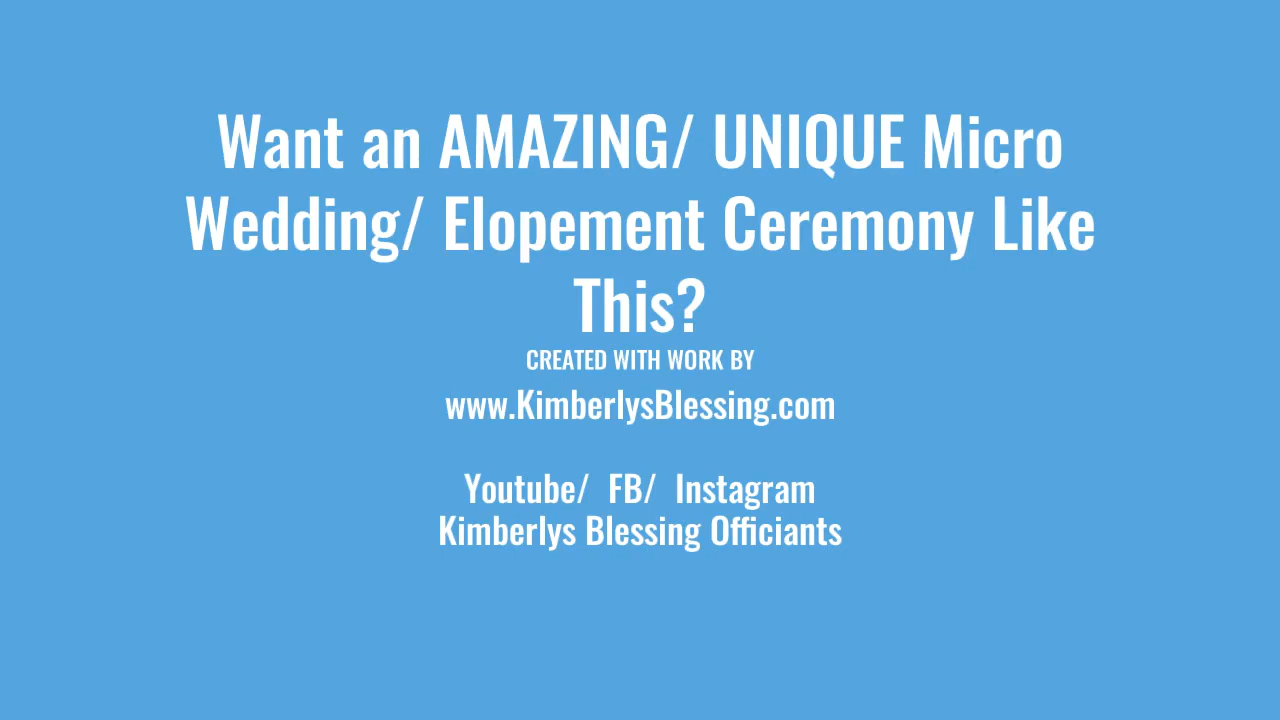 Want an AMAZING/ UNIQUE Micro
Wedding/ Elopement Ceremony Like
This?
CREATED WITH WORK BY
www.KimberlysBlessing.com
Youtube/ FB/ Instagram
Kimberlys Blessing Officiants